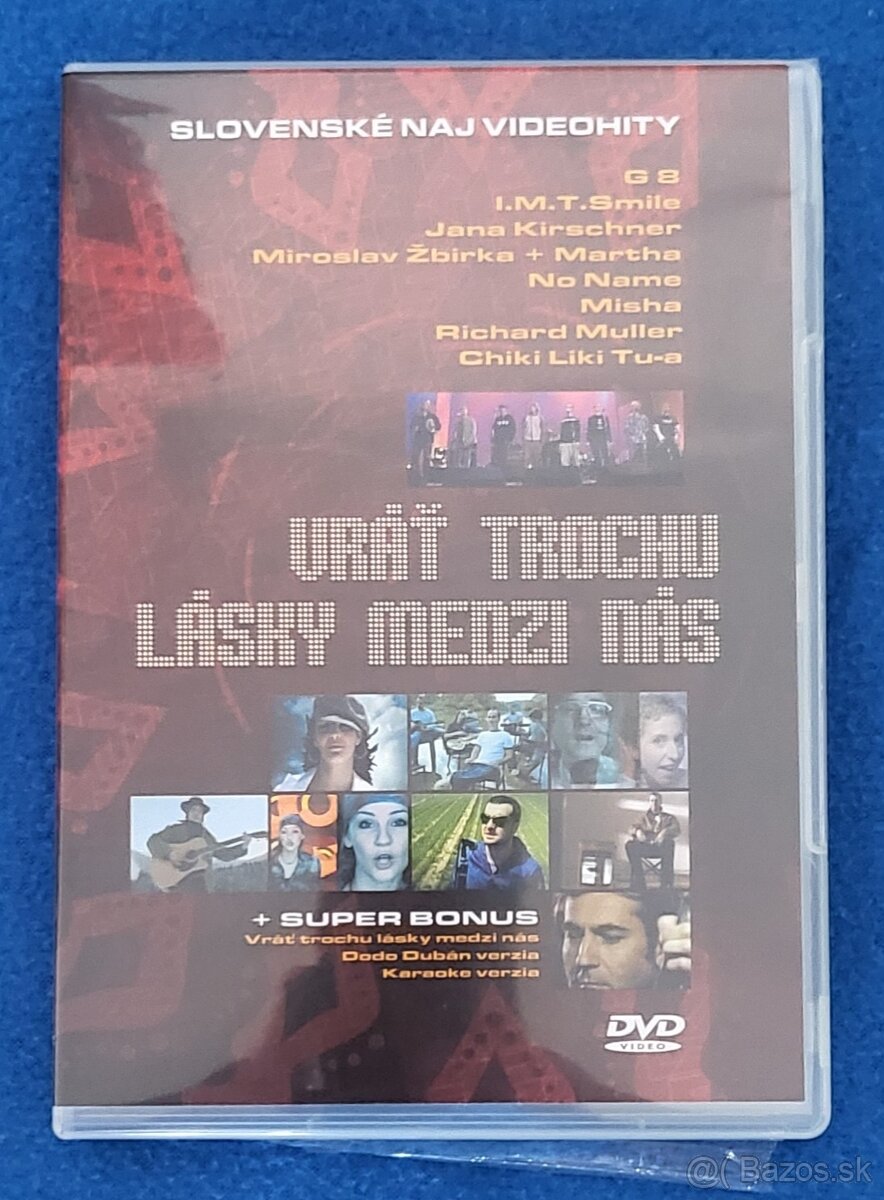 SLOVENSKÉ NAJ VIDEOHITY
G 8
I.M.T.Smile
Jana Kirschner
Miroslav Žbirka + Martha
No Name
Misha
Richard Muller
Chiki Liki Tu-a
VRÁŤ TROCHU
LÁSKY MEDZI NÁS
+ SUPER BONUS
Vráť trochu lásky medzi nás
Dodo Dubán verzia
Karaoke verzia
DVD
VIDEO
@( Bazos.sk